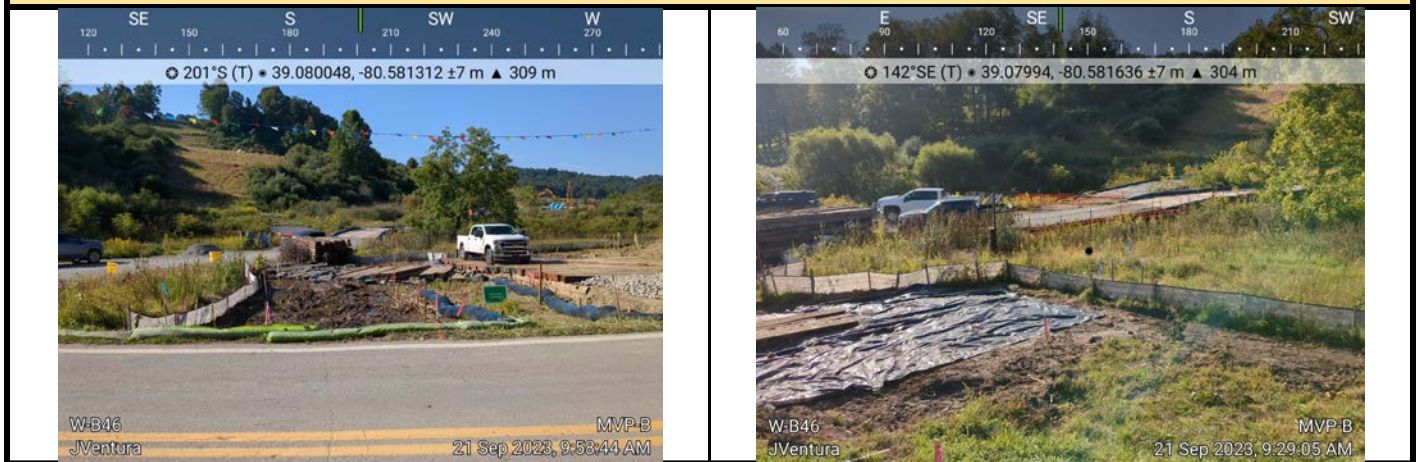 SE S SW W
120 150 180 210 240 270
201°S (T) ● 39.080048, -80.581312 ±7 m ▲ 309 m
W-B46 MVP-B
JVentura 21 Sep 2023, 9:58:44 AM
E SE S SW
60 90 120 150 180 210
142°SE (T) ● 39.07994, -80.581636 ±7 m ▲ 304 m
W-B46 MVP-B
JVentura 21 Sep 2023, 9:29:05 AM